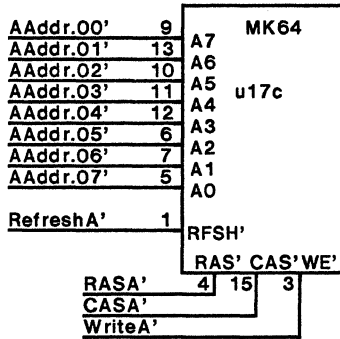 AAddr.00' 9 MK64
AAddr.01' 13 A7
AAddr.02' 10 A6
AAddr.03' 11 A5 u17c
AAddr.04' 12 A4
AAddr.05' 6 A3
AAddr.06' 7 A2
AAddr.07' 5 A1
A0
RefreshA' 1
RFSH'
RAS' CAS' WE'
RASA' 4 15 3
CASA'
WriteA'